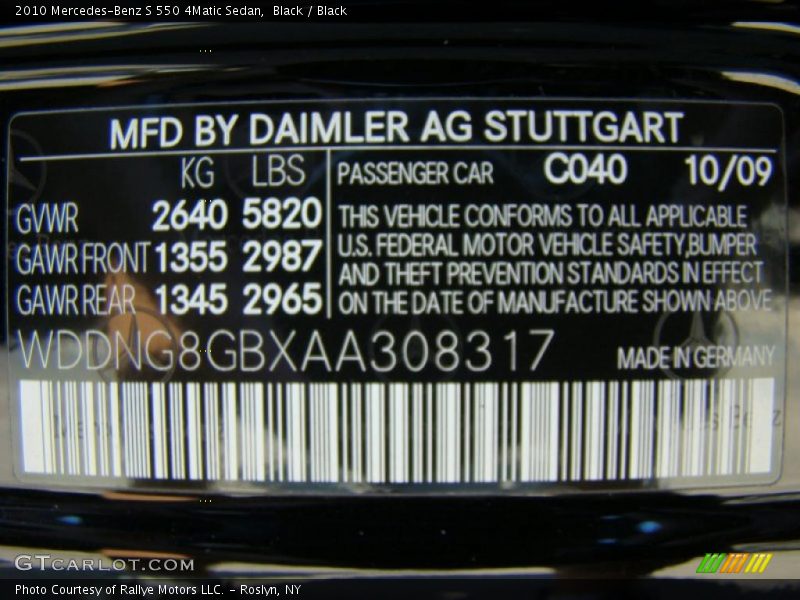 2010 Mercedes-Benz S 550 4Matic Sedan,  Black / Black
MFD BY DAIMLER AG STUTTGART
KG LBS
GVWR 2640 5820
GAWR FRONT 1355 2987
GAWR REAR 1345 2965
PASSENGER CAR C040 10/09
THIS VEHICLE CONFORMS TO ALL APPLICABLE
U.S. FEDERAL MOTOR VEHICLE SAFETY,BUMPER
AND THEFT PREVENTION STANDARDS IN EFFECT
ON THE DATE OF MANUFACTURE SHOWN ABOVE
WDDNG8GBXAA308317
MADE IN GERMANY
GTCARLOT.COM
Photo Courtesy of Rallye Motors LLC. - Roslyn, NY